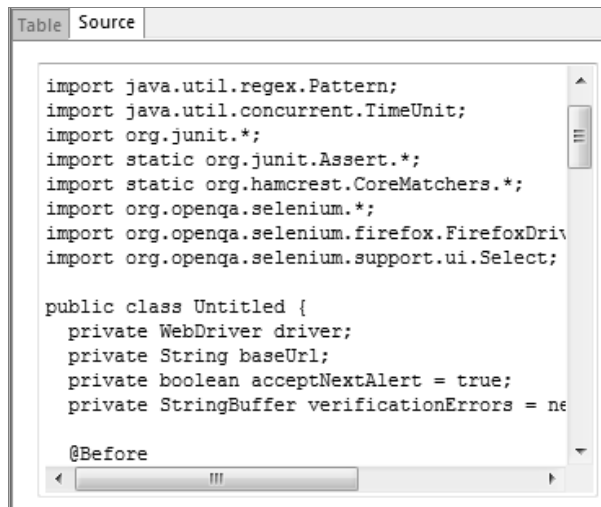 Table Source
import java.util.regex.Pattern;
import java.util.concurrent.TimeUnit;
import org.junit.*;
import static org.junit.Assert.*;
import static org.hamcrest.CoreMatchers.*;
import org.openqa.selenium.*;
import org.openqa.selenium.firefox.FirefoxDriv
import org.openqa.selenium.support.ui.Select;
public class Untitled {
private WebDriver driver;
private String baseUrl;
private boolean acceptNextAlert = true;
private StringBuffer verificationErrors = ne
@Before